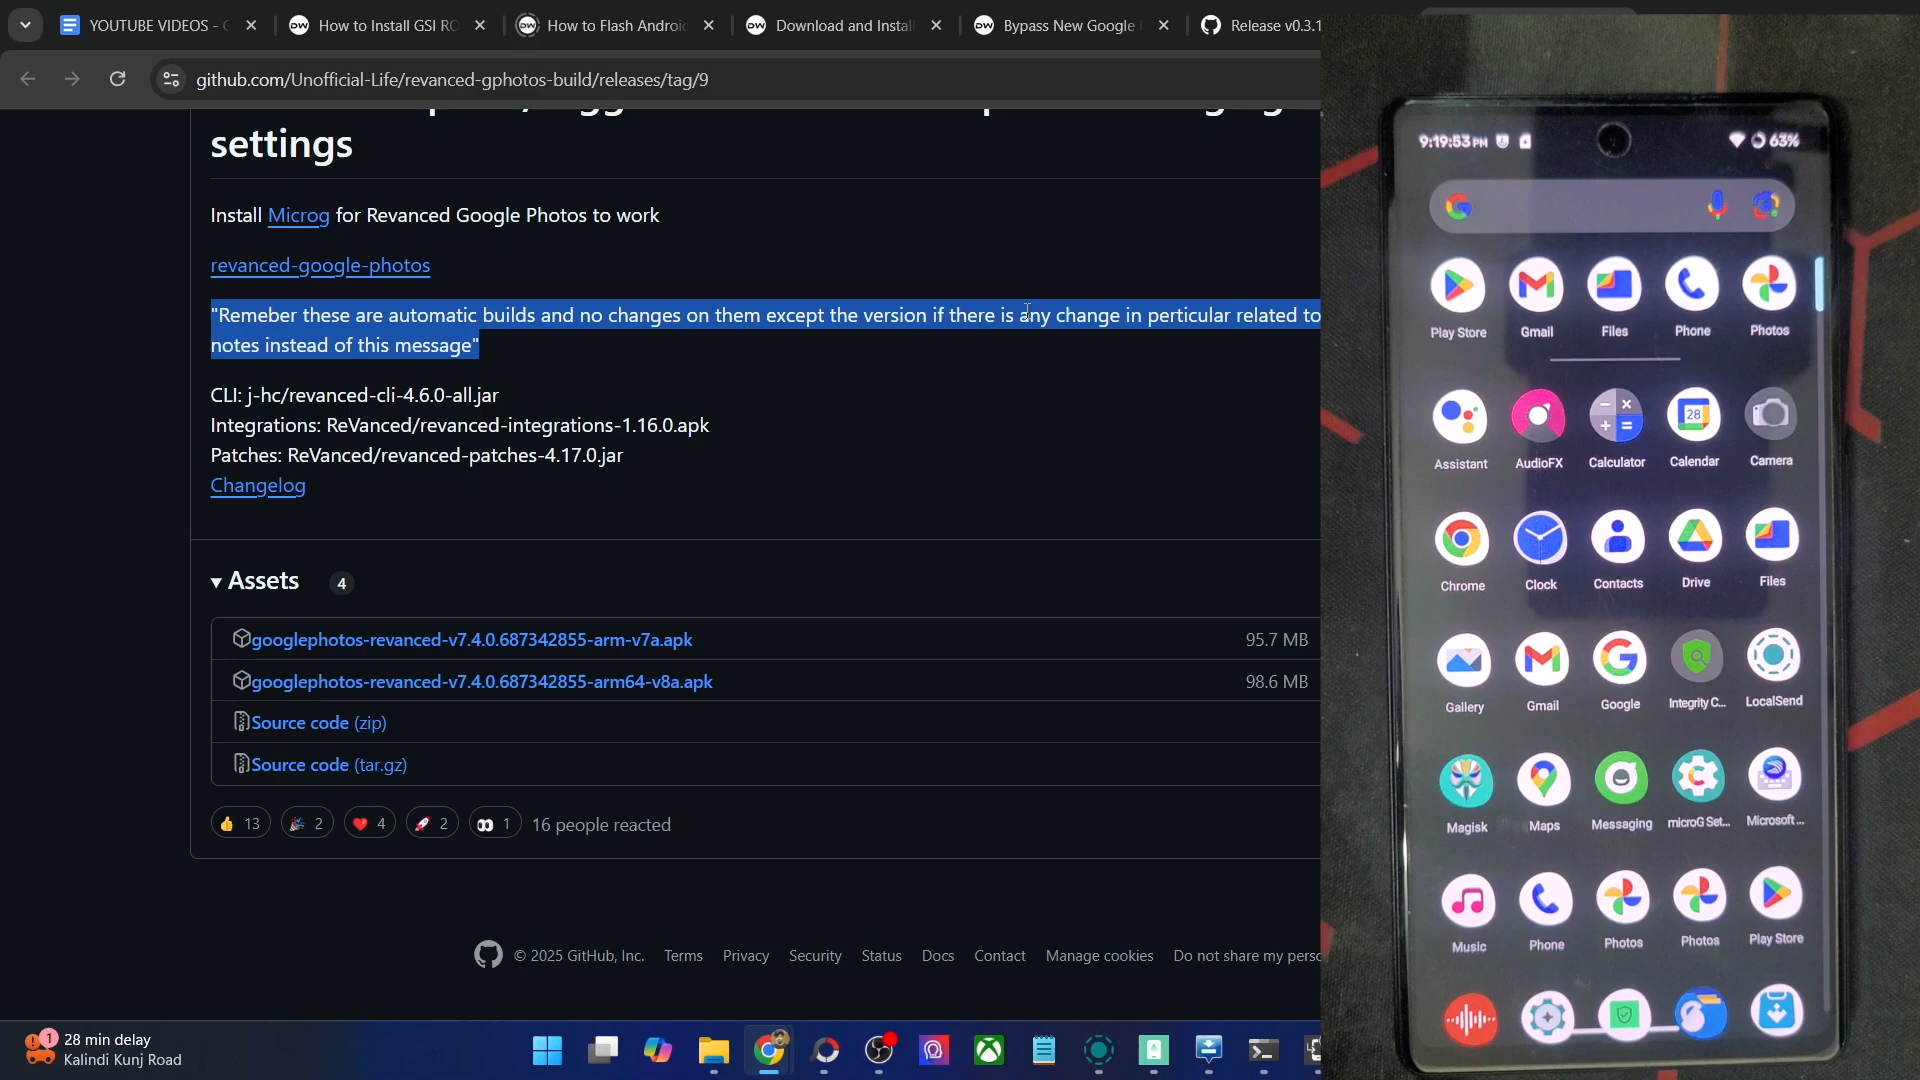 YOUTUBE VIDEOS -
How to Install GSI RO
How to Flash Androi
Download and Install
Bypass New Google
Release v0.3.1
github.com/Unofficial-Life/revanced-gphotos-build/releases/tag/9
settings
Install Microg for Revanced Google Photos to work
revanced-google-photos
"Remeber these are automatic builds and no changes on them except the version if there is any change in perticular related to
notes instead of this message"
CLI: j-hc/revanced-cli-4.6.0-all.jar
Integrations: ReVanced/revanced-integrations-1.16.0.apk
Patches: ReVanced/revanced-patches-4.17.0.jar
Changelog
Assets 4
googlephotos-revanced-v7.4.0.687342855-arm-v7a.apk 95.7 MB
googlephotos-revanced-v7.4.0.687342855-arm64-v8a.apk 98.6 MB
Source code (zip)
Source code (tar.gz)
13 2 4 2 1 16 people reacted
© 2025 GitHub, Inc. Terms Privacy Security Status Docs Contact Manage cookies Do not share my perso
1 28 min delay
Kalindi Kunj Road
9:19:53 PM 63%
Play Store Gmail Files Phone Photos
28
Assistant AudioFX Calculator Calendar Camera
Chrome Clock Contacts Drive Files
Gallery Gmail Google Integrity C... LocalSend
Magisk Maps Messaging microG Set... Microsoft ...
Music Phone Photos Photos Play Store